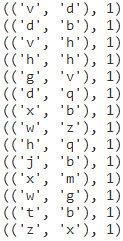 (('v', 'd'), 1)
(('d', 'b'), 1)
(('v', 'h'), 1)
(('h', 'h'), 1)
(('g', 'v'), 1)
(('d', 'q'), 1)
(('x', 'b'), 1)
(('w', 'z'), 1)
(('h', 'q'), 1)
(('j', 'b'), 1)
(('x', 'm'), 1)
(('w', 'g'), 1)
(('t', 'b'), 1)
(('z', 'x'), 1)